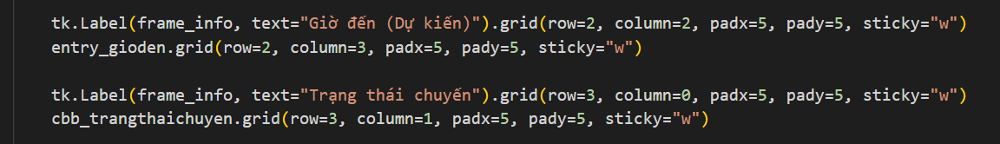 tk.Label(frame_info, text="Giờ đến (Dự kiến)").grid(row=2, column=2, padx=5, pady=5, sticky="w")
entry_gioden.grid(row=2, column=3, padx=5, pady=5, sticky="w")
tk.Label(frame_info, text="Trạng thái chuyến").grid(row=3, column=0, padx=5, pady=5, sticky="w")
cbb_trangthaichuyen.grid(row=3, column=1, padx=5, pady=5, sticky="w")